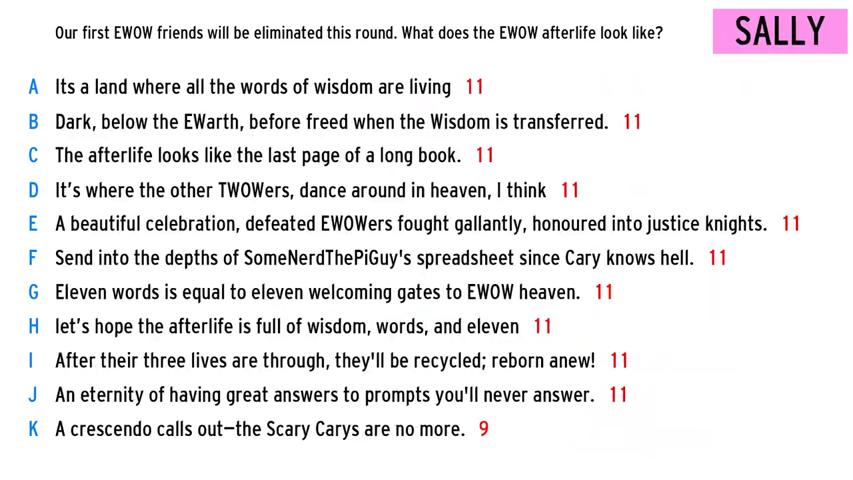 Our first EWOW friends will be eliminated this round. What does the EWOW afterlife look like?
SALLY
A Its a land where all the words of wisdom are living 11
B Dark, below the EWarth, before freed when the Wisdom is transferred. 11
C The afterlife looks like the last page of a long book. 11
D It's where the other TWOWers, dance around in heaven, I think 11
E A beautiful celebration, defeated EWOWers fought gallantly, honoured into justice knights. 11
F Send into the depths of SomeNerdThePiGuy's spreadsheet since Cary knows hell. 11
G Eleven words is equal to eleven welcoming gates to EWOW heaven. 11
H let's hope the afterlife is full of wisdom, words, and eleven 11
I After their three lives are through, they'll be recycled; reborn anew! 11
J An eternity of having great answers to prompts you'll never answer. 11
K A crescendo calls out—the Scary Carys are no more. 9